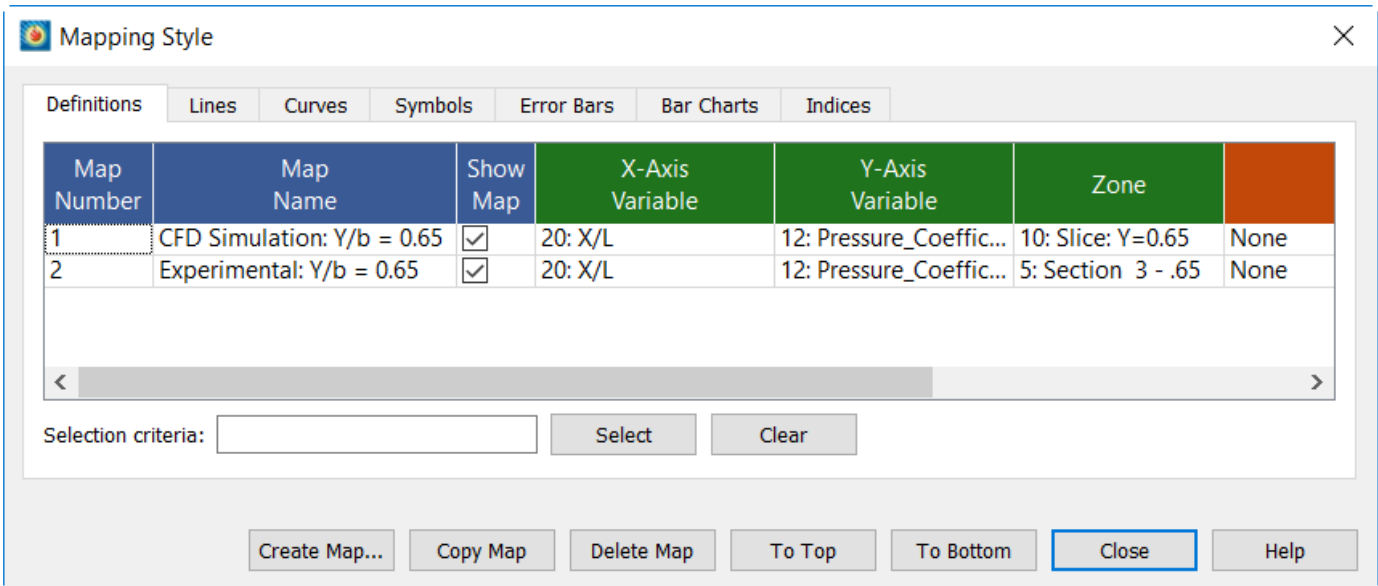 Mapping Style
Definitions Lines Curves Symbols Error Bars Bar Charts Indices
Map Number Map Name Show Map X-Axis Variable Y-Axis Variable Zone
1 CFD Simulation: Y/b = 0.65 20: X/L 12: Pressure_Coeffic... 10: Slice: Y=0.65 None
2 Experimental: Y/b = 0.65 20: X/L 12: Pressure_Coeffic... 5: Section 3 - .65 None
Selection criteria: Select Clear
Create Map... Copy Map Delete Map To Top To Bottom Close Help